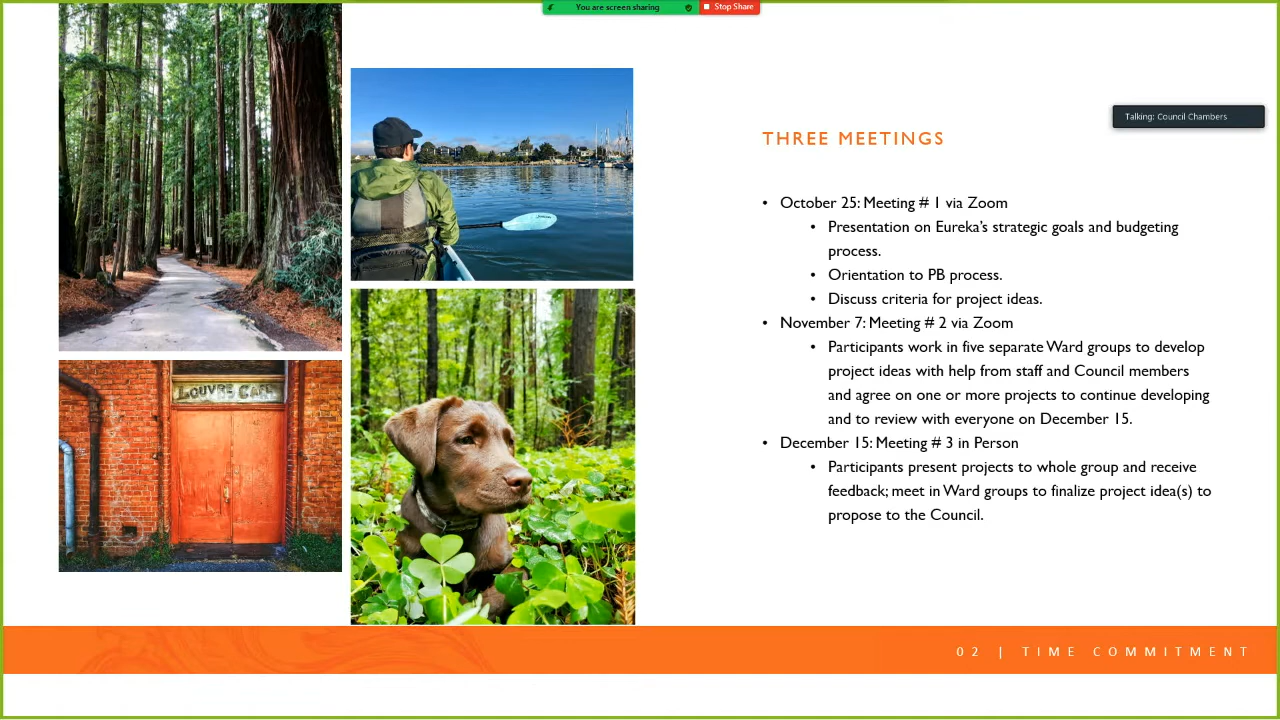 You are screen sharing
Stop Share
Talking: Council Chambers
THREE MEETINGS
• October 25: Meeting # 1 via Zoom
• Presentation on Eureka's strategic goals and budgeting
process.
• Orientation to PB process.
• Discuss criteria for project ideas.
• November 7: Meeting # 2 via Zoom
• Participants work in five separate Ward groups to develop
project ideas with help from staff and Council members
and agree on one or more projects to continue developing
and to review with everyone on December 15.
• December 15: Meeting # 3 in Person
• Participants present projects to whole group and receive
feedback; meet in Ward groups to finalize project idea(s) to
propose to the Council.
LOUVRE CAFE
02 | TIME COMMITMENT